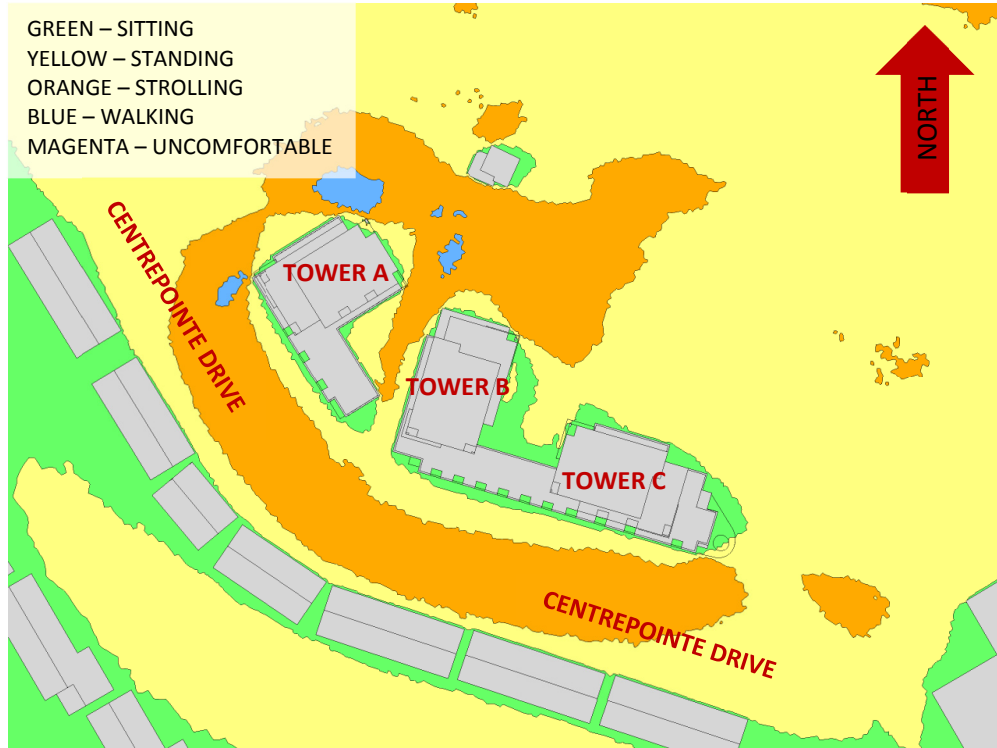 GREEN – SITTING
YELLOW – STANDING
ORANGE – STROLLING
BLUE – WALKING
MAGENTA – UNCOMFORTABLE
NORTH
CENTREPOINTE DRIVE
TOWER A
TOWER B
TOWER C
CENTREPOINTE DRIVE